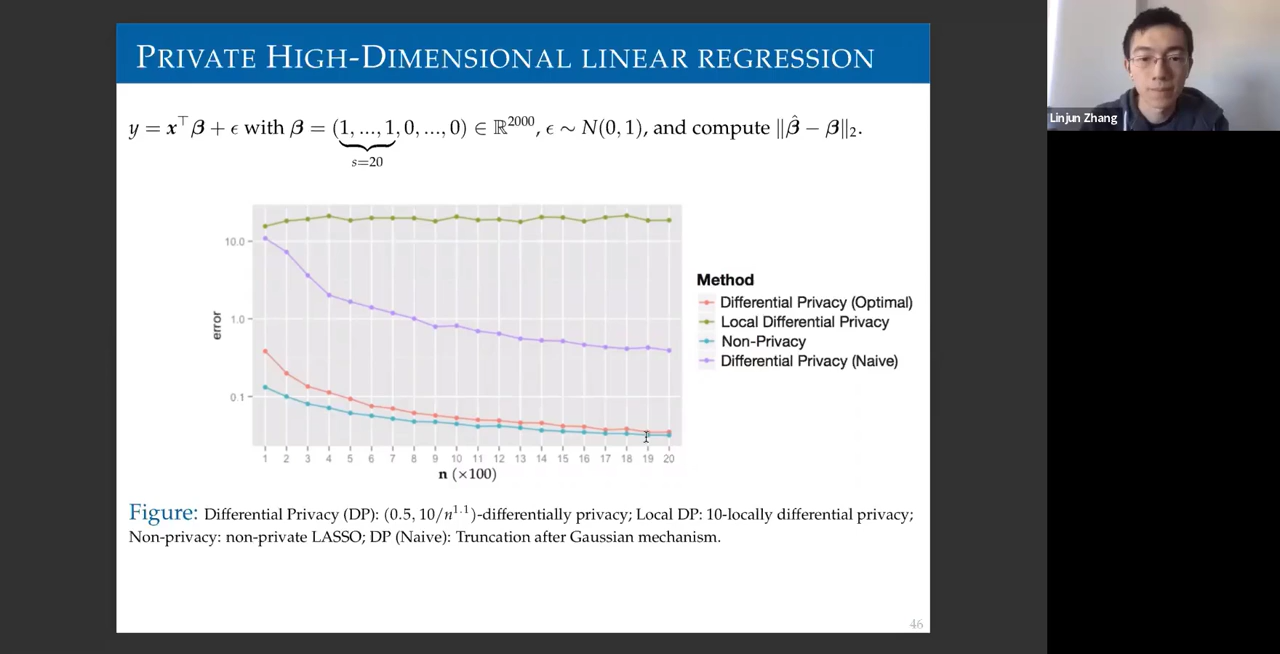 PRIVATE HIGH-DIMENSIONAL LINEAR REGRESSION
Linjun Zhang
y = x⊤β + ϵ with β = (1, ..., 1, 0, ..., 0) ∈ ℝ²⁰⁰⁰, ϵ ∼ N(0, 1), and compute ‖β̂ − β‖₂.
s=20
10.0
1.0
0.1
error
1 2 3 4 5 6 7 8 9 10 11 12 13 14 15 16 17 18 19 20
n (×100)
Method
Differential Privacy (Optimal)
Local Differential Privacy
Non-Privacy
Differential Privacy (Naive)
Figure: Differential Privacy (DP): (0.5, 10/n¹·¹)-differentially privacy; Local DP: 10-locally differential privacy;
Non-privacy: non-private LASSO; DP (Naive): Truncation after Gaussian mechanism.
46